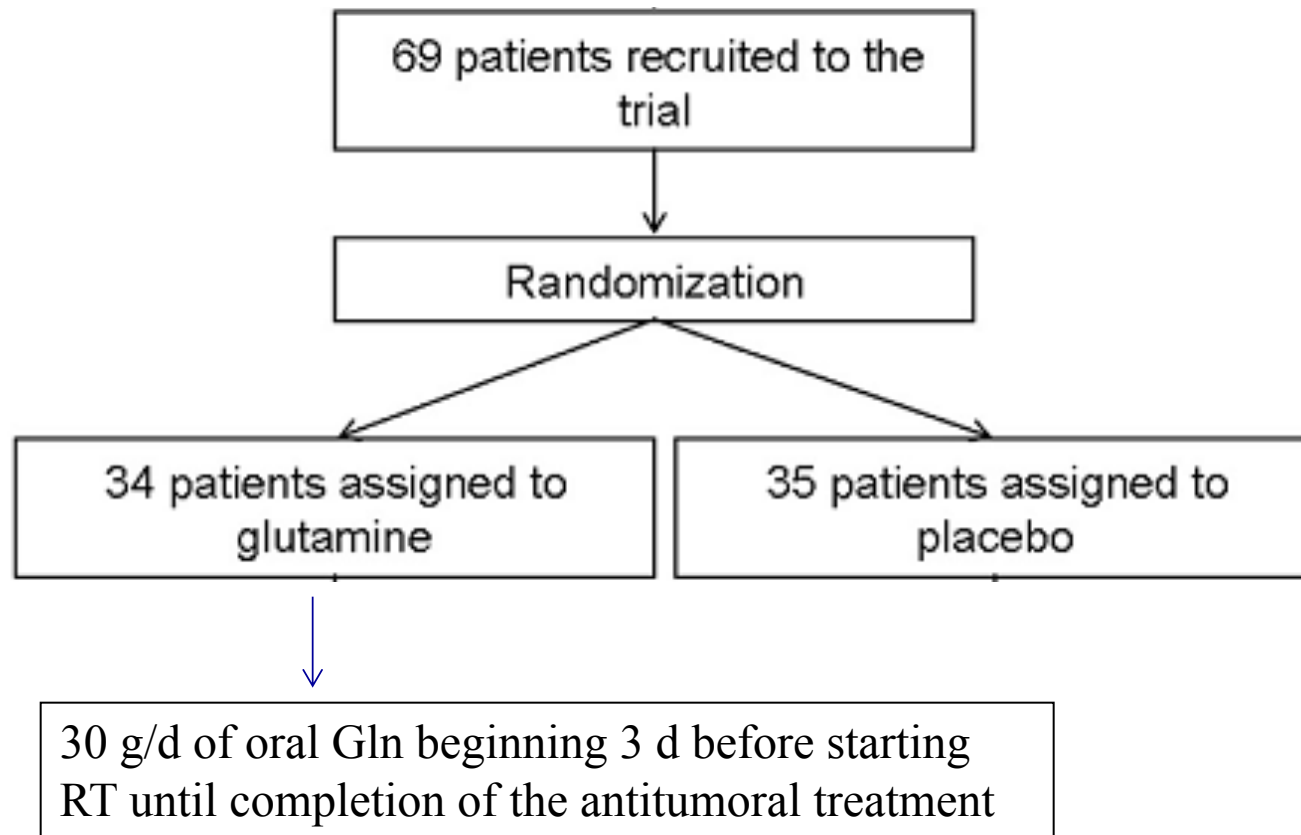 69 patients recruited to the
trial
Randomization
34 patients assigned to
glutamine
35 patients assigned to
placebo
30 g/d of oral Gln beginning 3 d before starting
RT until completion of the antitumoral treatment